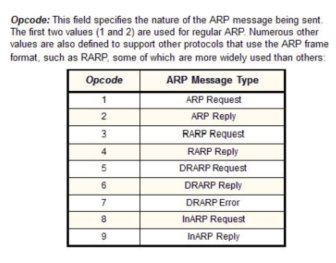 Opcode: This field specifies the nature of the ARP message being sent.
The first two values (1 and 2) are used for regular ARP. Numerous other
values are also defined to support other protocols that use the ARP frame
format, such as RARP, some of which are more widely used than others:
Opcode ARP Message Type
1 ARP Request
2 ARP Reply
3 RARP Request
4 RARP Reply
5 DRARP Request
6 DRARP Reply
7 DRARP Error
8 InARP Request
9 InARP Reply